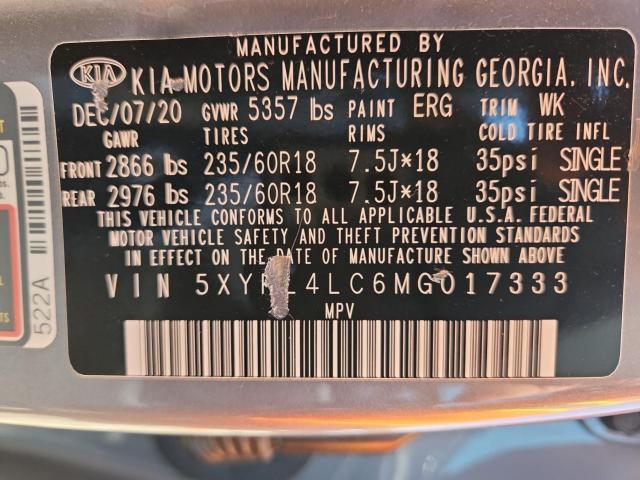 MANUFACTURED BY
KIA KIA MOTORS MANUFACTURING GEORGIA, INC.
DEC/07/20 GVWR 5357 lbs PAINT ERG TRIM WK
GAWR TIRES RIMS COLD TIRE INFL
FRONT 2866 lbs 235/60R18 7.5J*18 35psi SINGLE
REAR 2976 lbs 235/60R18 7.5J*18 35psi SINGLE
THIS VEHICLE CONFORMS TO ALL APPLICABLE U.S.A. FEDERAL
MOTOR VEHICLE SAFETY AND THEFT PREVENTION STANDARDS
IN EFFECT ON THE DATE OF MANUFACTURE SHOWN ABOVE
VIN 5XY 4LC6MG017333
MPV
522A